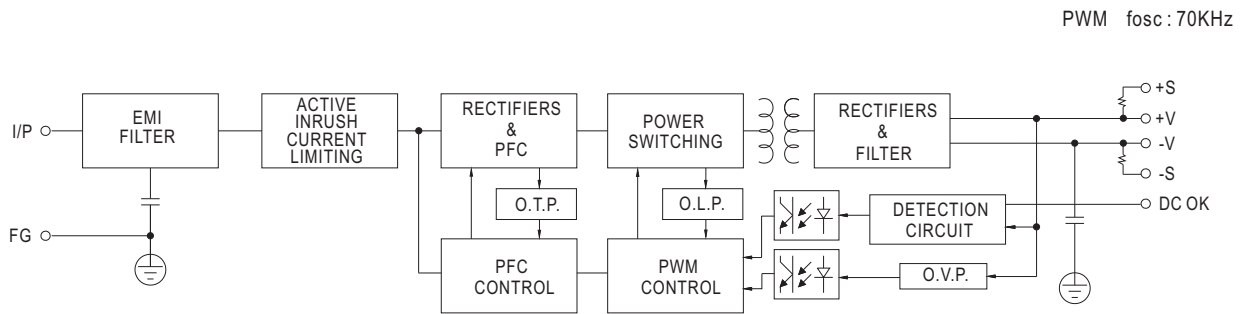 PWM fosc : 70KHz
I/P
EMI
FILTER
ACTIVE
INRUSH
CURRENT
LIMITING
RECTIFIERS
&
PFC
POWER
SWITCHING
RECTIFIERS
&
FILTER
+S
+V
-V
-S
DC OK
O.T.P.
O.L.P.
DETECTION
CIRCUIT
FG
PFC
CONTROL
PWM
CONTROL
O.V.P.